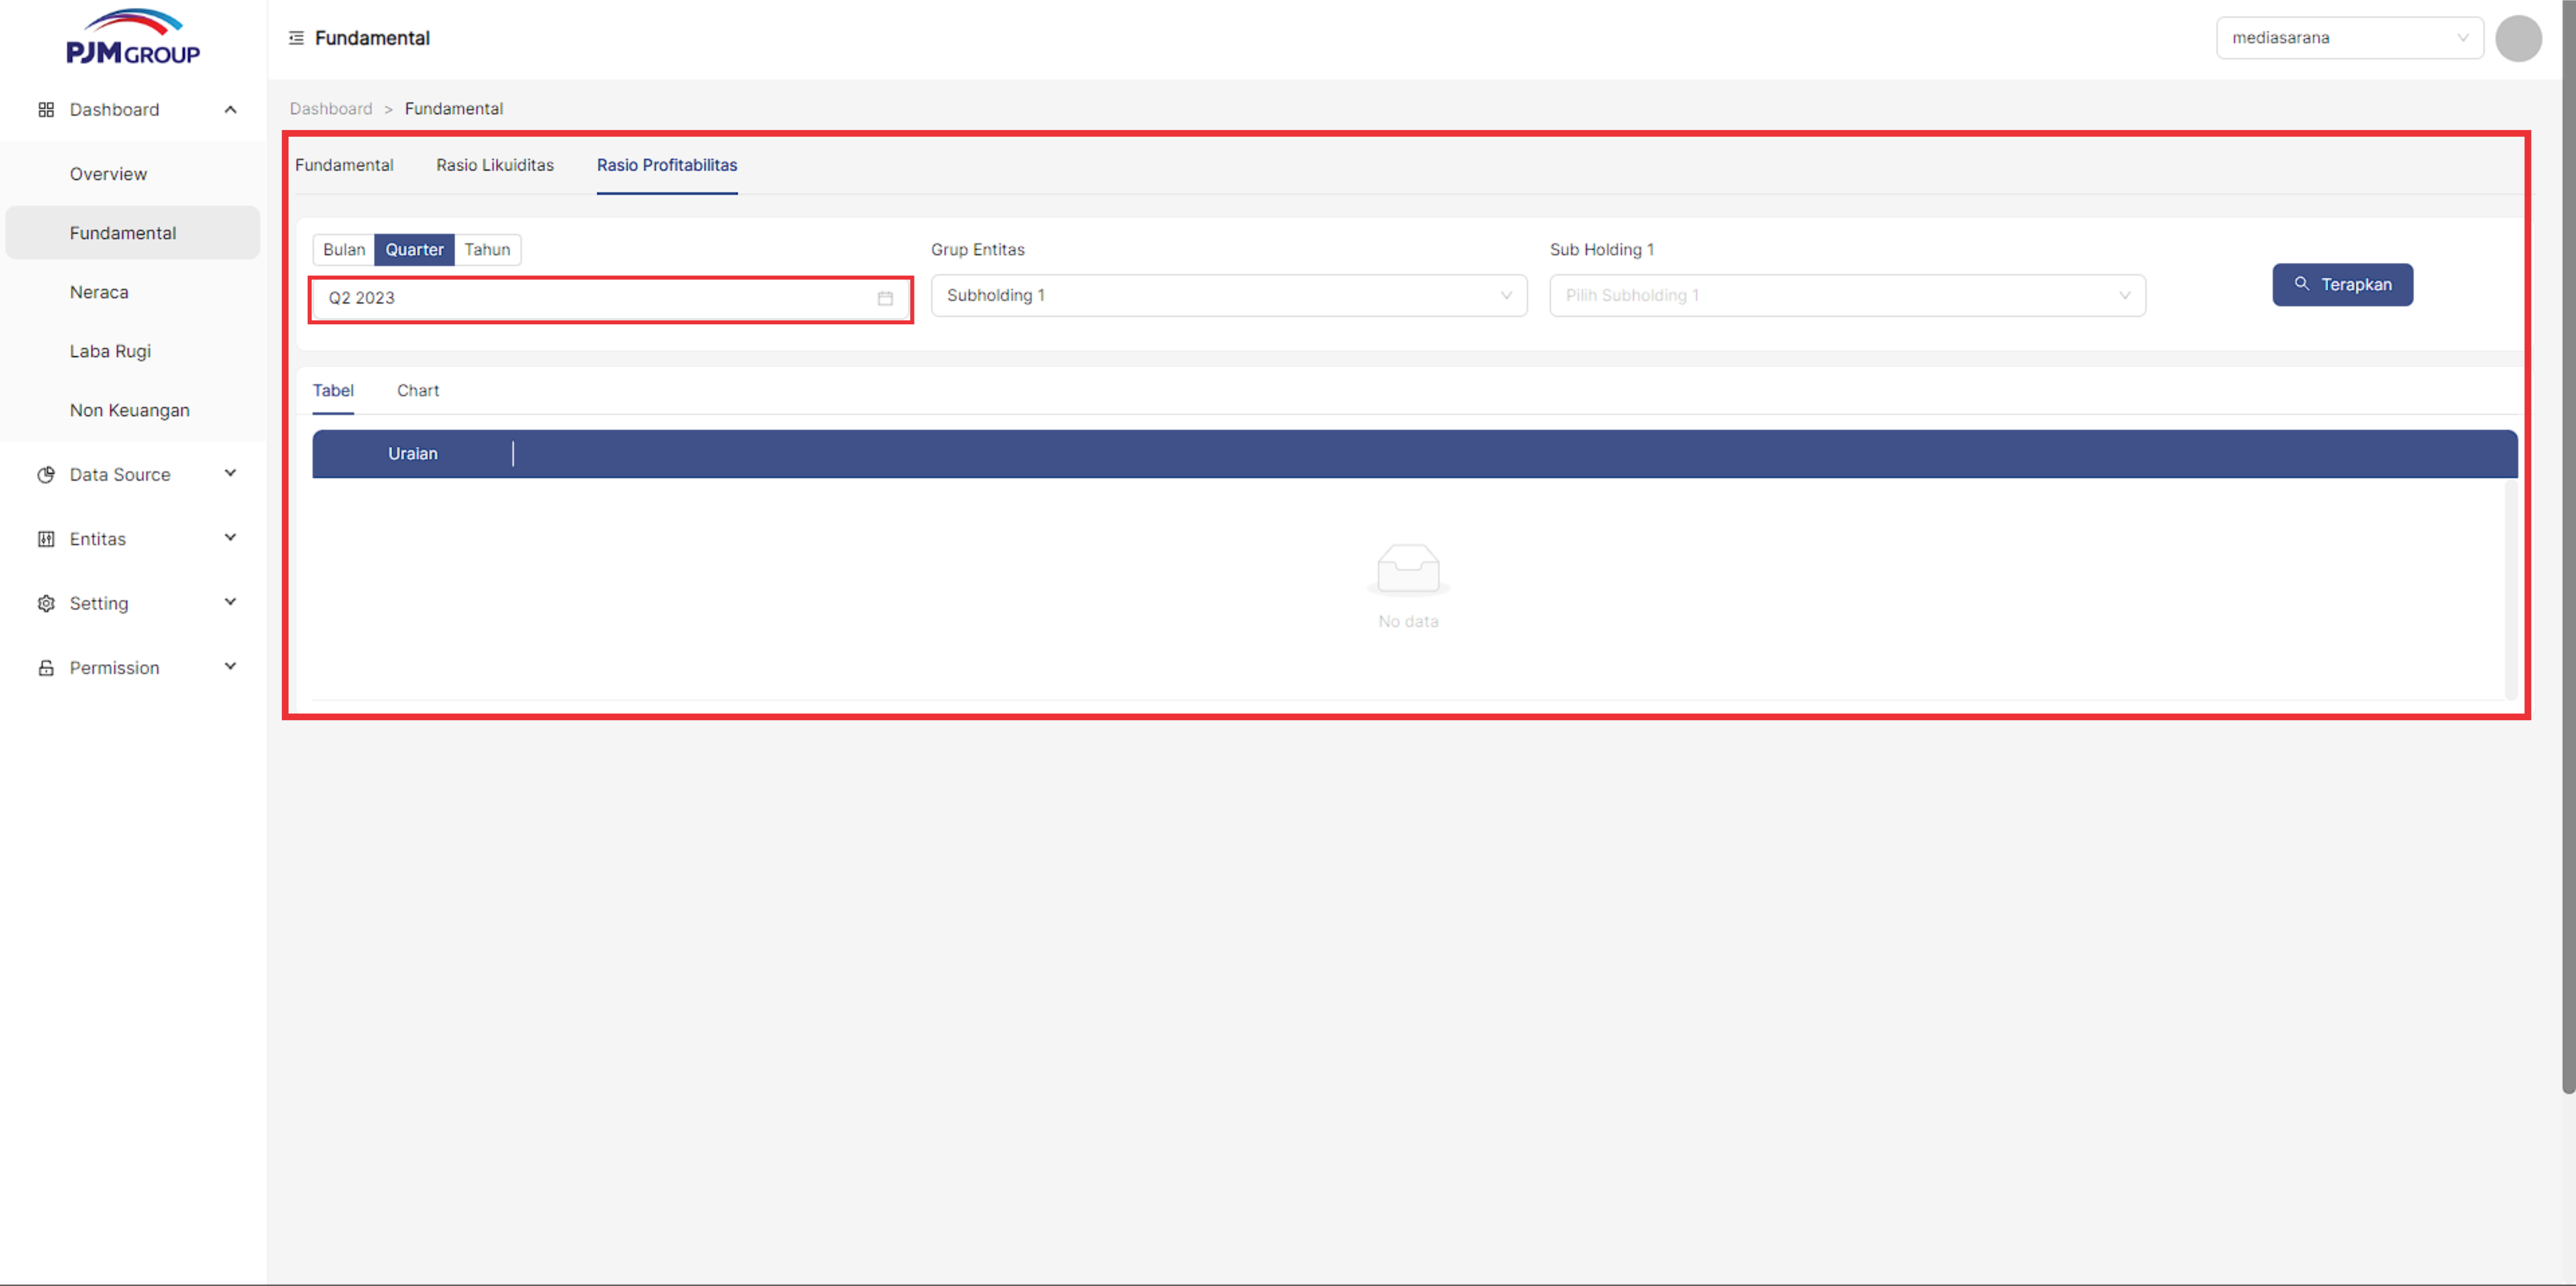 PJM GROUP
Fundamental
mediasarana
Dashboard
Overview
Fundamental
Neraca
Laba Rugi
Non Keuangan
Data Source
Entitas
Setting
Permission
Dashboard > Fundamental
Fundamental Rasio Likuiditas Rasio Profitabilitas
Bulan Quarter Tahun
Q2 2023
Grup Entitas
Subholding 1
Sub Holding 1
Pilih Subholding 1
Terapkan
Tabel Chart
Uraian
No data